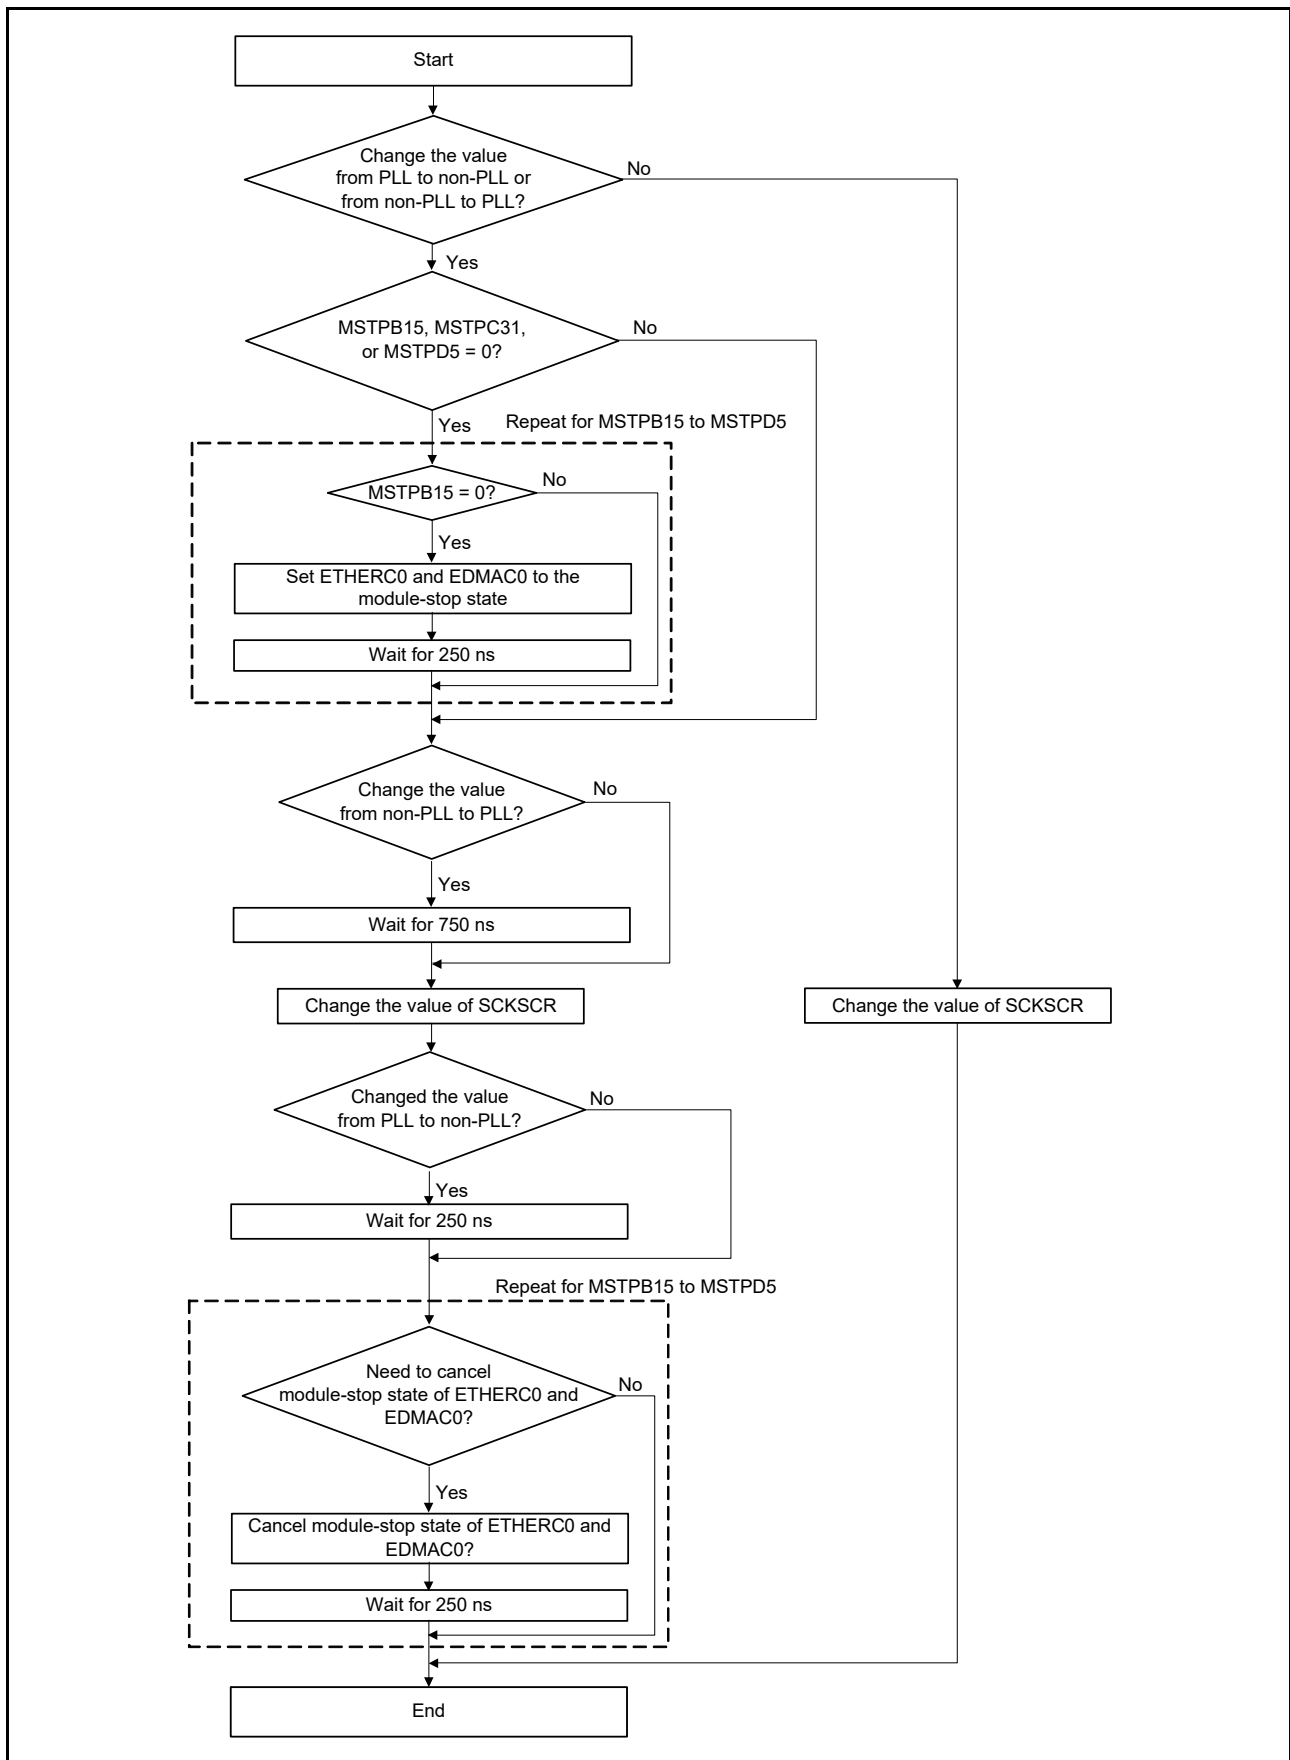 Start
Change the value
from PLL to non-PLL or
from non-PLL to PLL?
No
Yes
MSTPB15, MSTPC31,
or MSTPD5 = 0?
No
Yes
Repeat for MSTPB15 to MSTPD5
MSTPB15 = 0?
No
Yes
Set ETHERC0 and EDMAC0 to the
module-stop state
Wait for 250 ns
Change the value
from non-PLL to PLL?
No
Yes
Wait for 750 ns
Change the value of SCKSCR
Change the value of SCKSCR
Changed the value
from PLL to non-PLL?
No
Yes
Wait for 250 ns
Repeat for MSTPB15 to MSTPD5
Need to cancel
module-stop state of ETHERC0 and
EDMAC0?
No
Yes
Cancel module-stop state of ETHERC0 and
EDMAC0?
Wait for 250 ns
End